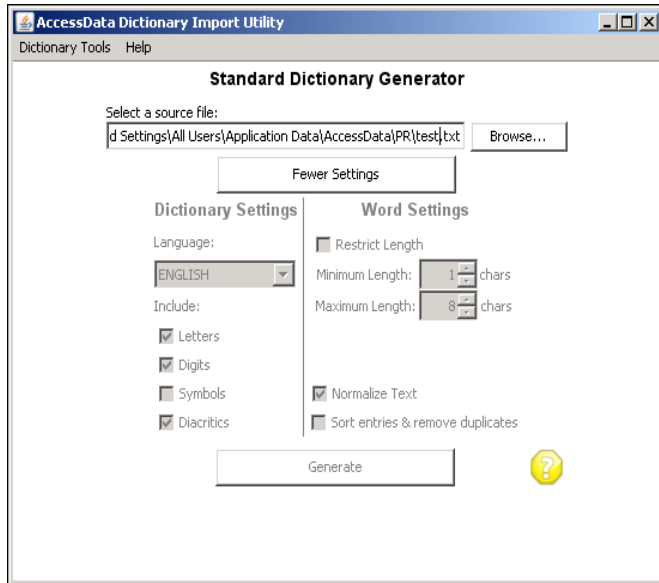 AccessData Dictionary Import Utility
Dictionary Tools Help
Standard Dictionary Generator
Select a source file:
d Settings\All Users\Application Data\AccessData\PR\test.txt Browse...
Fewer Settings
Dictionary Settings Word Settings
Language: Restrict Length
ENGLISH Minimum Length: 1 chars
Include: Maximum Length: 8 chars
Letters
Digits
Symbols Normalize Text
Diacritics Sort entries & remove duplicates
Generate ?